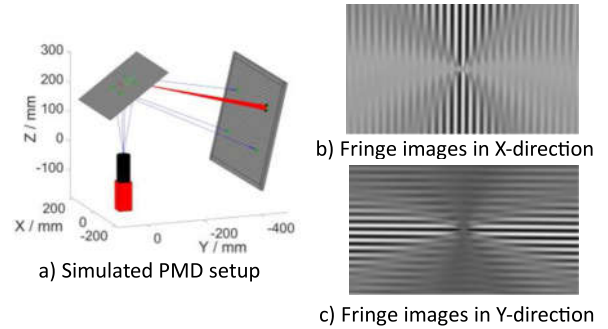 300
200
100
0
-100
Z / mm
200
0
-200
X / mm
0
-200
-400
Y / mm
a) Simulated PMD setup
b) Fringe images in X-direction
c) Fringe images in Y-direction